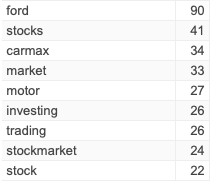 ford 90
stocks 41
carmax 34
market 33
motor 27
investing 26
trading 26
stockmarket 24
stock 22